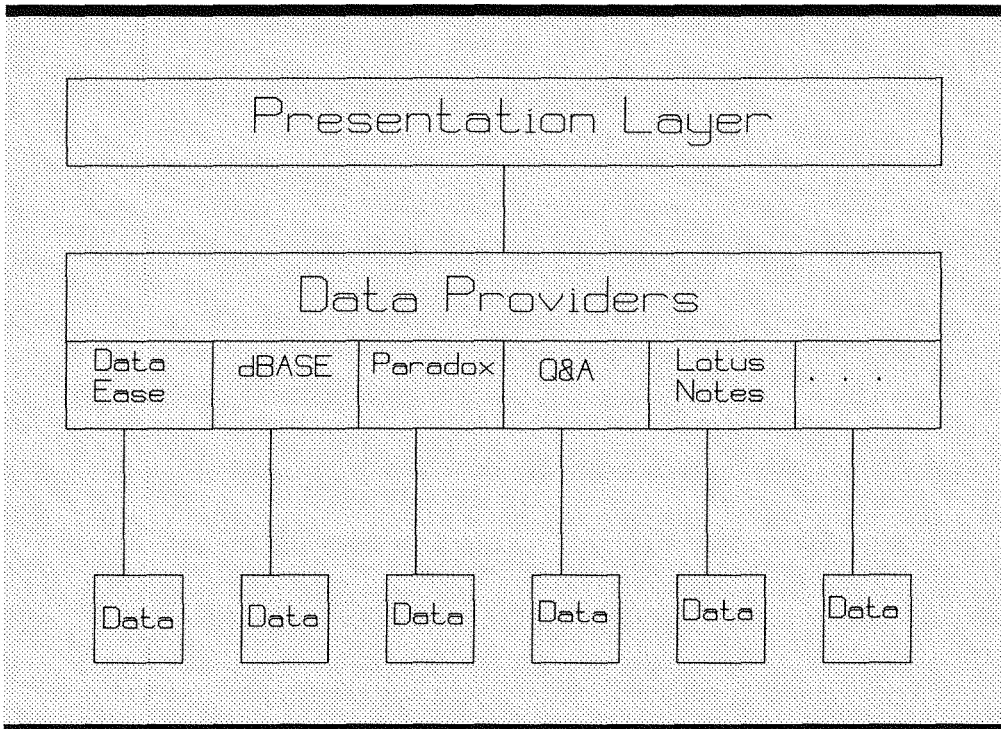 Presentation Layer
Data Providers
Data
Ease
dBASE
Paradox
Q&A
Lotus
Notes
. . .
Data
Data
Data
Data
Data
Data